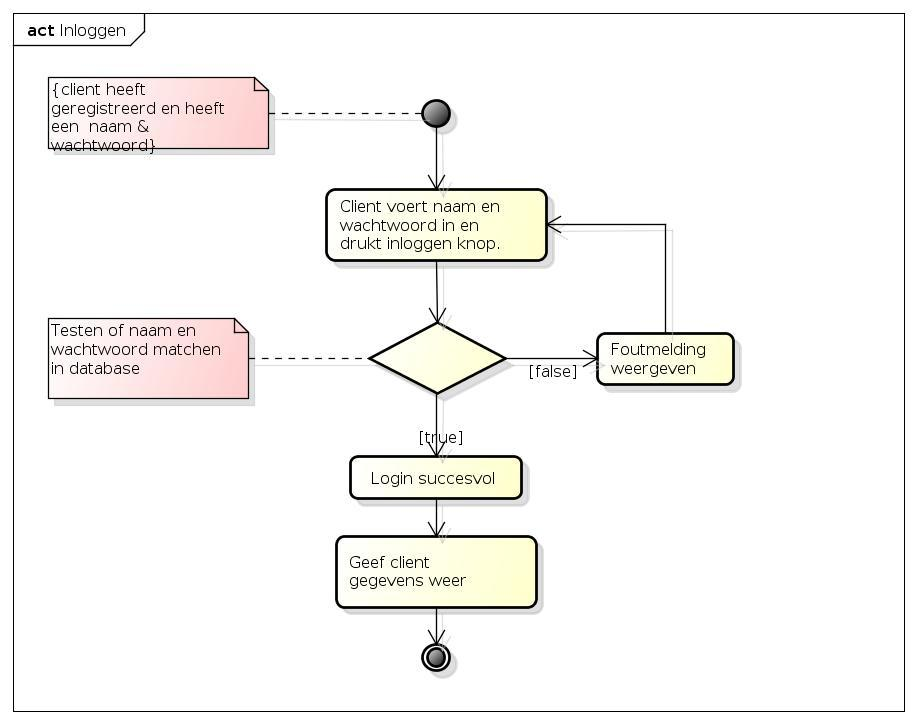 act Inloggen
{client heeft
geregistreerd en heeft
een naam &
wachtwoord}
Client voert naam en
wachtwoord in en
drukt inloggen knop.
Testen of naam en
wachtwoord matchen
in database
[false]
Foutmelding
weergeven
[true]
Login succesvol
Geef client
gegevens weer